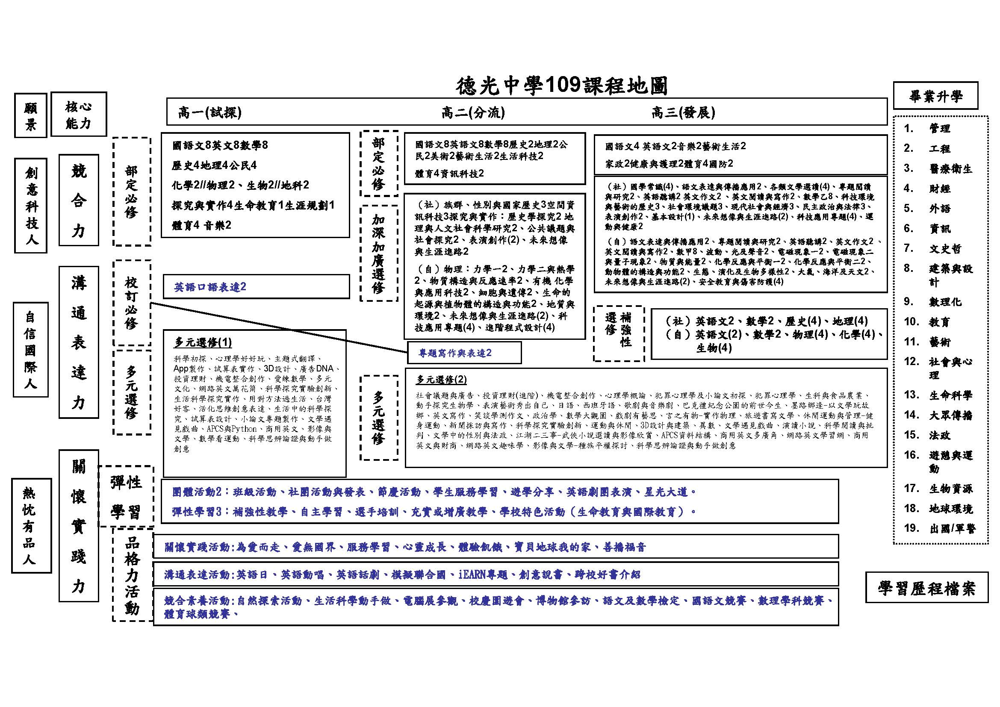 德光中學109課程地圖
願景
核心能力
高一(試探)
高二(分流)
高三(發展)
畢業升學
創意科技人
自信國際人
熱忱有品人
競合力
溝通表達力
關懷實踐力
部定必修
國語文8英文8數學8
歷史4地理4公民4
化學2//物理2、生物2//地科2
探究與實作4生命教育1生涯規劃1
體育4 音樂2
部定必修
國語文8英語文8數學8歷史2地理2公
民2美術2藝術生活2生活科技2
體育4資訊科技2
國語文4 英語文2音樂2藝術生活2
家政2健康與護理2體育4國防2
加深加廣選修
（社）族群、性別與國家歷史3空間資
訊科技3探究與實作：歷史學探究2 地
理與人文社會科學研究2、公共議題與
社會探究2、表演創作(2)、未來想像
與生涯進路2
（自）物理：力學一2、力學二與熱學
2、物質構造與反應速率2、有機 化學
與應用科技2、細胞與遺傳2、生命的
起源與植物體的構造與功能2、地質與
環境2、未來想像與生涯進路(2)、科
技應用專題(4)、進階程式設計(4)
（社）國學常識(4)、語文表達與傳播應用2、各類文學選讀(4)、專題閱讀
與研究2、英語聽講2 英文作文2 、英文閱讀與寫作2、數學乙8、科技環境
與藝術的歷史3、社會環境議題3、現代社會與經濟3、民主政治與法律3、
表演創作2、基本設計(1)、未來想像與生涯進路(2)、科技應用專題(4)、運
動與健康2
（自）語文表達與傳播應用2、專題閱讀與研究2、英語聽講2、英文作文2 、
英文閱讀與寫作2、數甲8、波動、光及聲音2、電磁現象一2、電磁現象二
與量子現象2、物質與能量2、化學反應與平衡一2、化學反應與平衡二2、
動物體的構造與功能2、生態、演化及生物多樣性2、大氣、海洋及天文2、
未來想像與生涯進路(2)、安全教育與傷害防護(4)
校訂必修
英語口語表達2
專題寫作與表達2
補強性選修
（社）英語文2、數學2、歷史(4)、地理(4)
（自）英語文(2)、數學2、物理(4)、化學(4)、
生物(4)
多元選修
多元選修(1)
科學初探、心理學好好玩、主題式翻譯、
App製作、試算表實作、3D設計、廣告DNA、
投資理財、機電整合創作、愛練數學、多元
文化、網路英文萬花筒、科學探究實驗創新、
生活科學探究實作、用對方法過生活、台灣
好客、活化思維創意表達、生活中的科學探
究、試算表設計、小論文專題製作、文學遇
見戲曲、APCS與Python、商用英文、影像與
文學、數學看運動、科學思辨論證與動手做
創意
多元選修
多元選修(2)
社會議題與廣告、投資理財(進階)、機電整合創作、心理學概論、犯罪心理學及小論文初探、犯罪心理學、生科與食品農業、
動手探究生物學、表演藝術秀出自己、日語、西班牙語、歌劇與音樂劇、巴克禮紀念公園的前世今生、墨路鄉逢-以文學玩故
鄉、英文寫作、笑談學測作文、政治學、數學大觀園、戲劇有藝思、言之有物-實作物理、旅遊書寫文學、休閒運動與管理-健
身運動、新聞採訪與寫作、科學探究實驗創新、運動與休閒、3D設計與建築、異數、文學遇見戲曲、演讀小說、科學閱讀與批
判、文學中的性別與法政、江湖二三事-武俠小說選讀與影像欣賞、APCS資料結構、商用英文多廣角、網路英文學習網、商用
英文與財商、網路英文趣味學、影像與文學-種族平權探討、科學思辨論證與動手做創意
彈性學習
團體活動2：班級活動、社團活動與發表、節慶活動、學生服務學習、遊學分享、英語劇團表演、星光大道。
彈性學習3：補強性教學、自主學習、選手培訓、充實或增廣教學、學校特色活動（生命教育與國際教育）。
品格力活動
關懷實踐活動:為愛而走、愛無國界、服務學習、心靈成長、體驗飢餓、寶貝地球我的家、善播福音
溝通表達活動:英語日、英語動唱、英語話劇、模擬聯合國、iEARN專題、創意說書、跨校好書介紹
競合素養活動:自然探索活動、生活科學動手做、電腦展參觀、校慶園遊會、博物館參訪、語文及數學檢定、國語文競賽、數理學科競賽、
體育球類競賽、
1. 管理
2. 工程
3. 醫療衛生
4. 財經
5. 外語
6. 資訊
7. 文史哲
8. 建築與設
計
9. 數理化
10. 教育
11. 藝術
12. 社會與心
理
13. 生命科學
14. 大眾傳播
15. 法政
16. 遊憩與運
動
17. 生物資源
18. 地球環境
19. 出國/軍警
學習歷程檔案